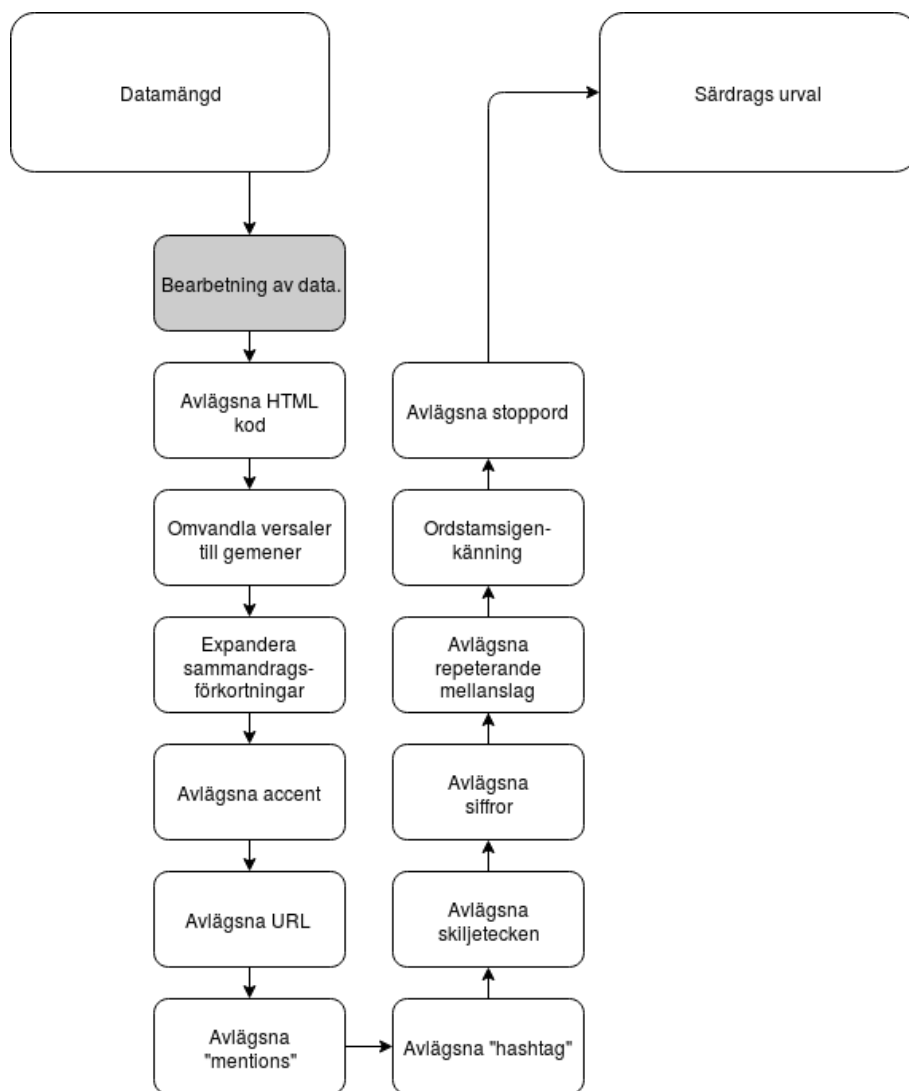 Datamängd
Särdrags urval
Bearbetning av data.
Avlägsna HTML
kod
Omvandla versaler
till gemener
Expandera
sammandrags-
förkortningar
Avlägsna accent
Avlägsna URL
Avlägsna
"mentions"
Avlägsna "hashtag"
Avlägsna
skiljetecken
Avlägsna
siffror
Avlägsna
repeterande
mellanslag
Ordstamsigen-
känning
Avlägsna stoppord